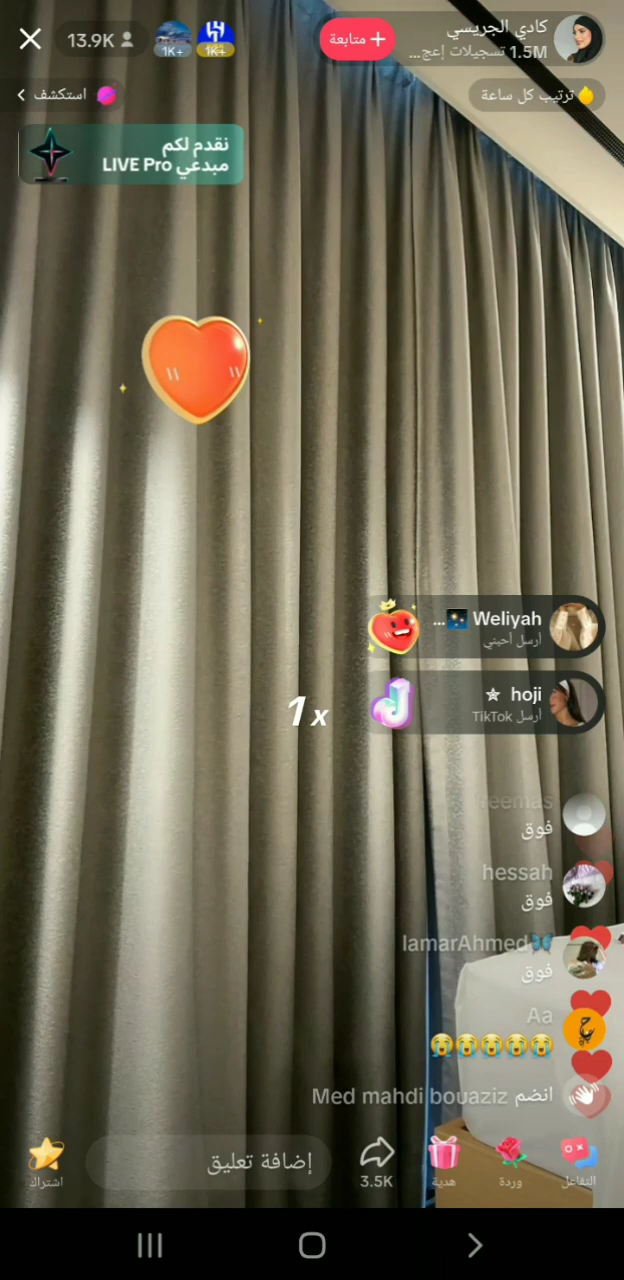 كادي الجريسي
1.5M تسجيلات إعج...
+ متابعة
1K+
1K+
13.9K
ترتيب كل ساعة
استكشف
نقدم لكم
مبدعي LIVE Pro
Weliyah 🌃...
أرسل أحبني
hoji ✯
أرسل TikTok
1x
reemas
فوق
hessah
فوق
lamarAhmed🦋
فوق
Aa
😭😭😭😭😭
Med mahdi bouaziz انضم
إضافة تعليق
3.5K
التفاعل
وردة
هدية
اشتراك